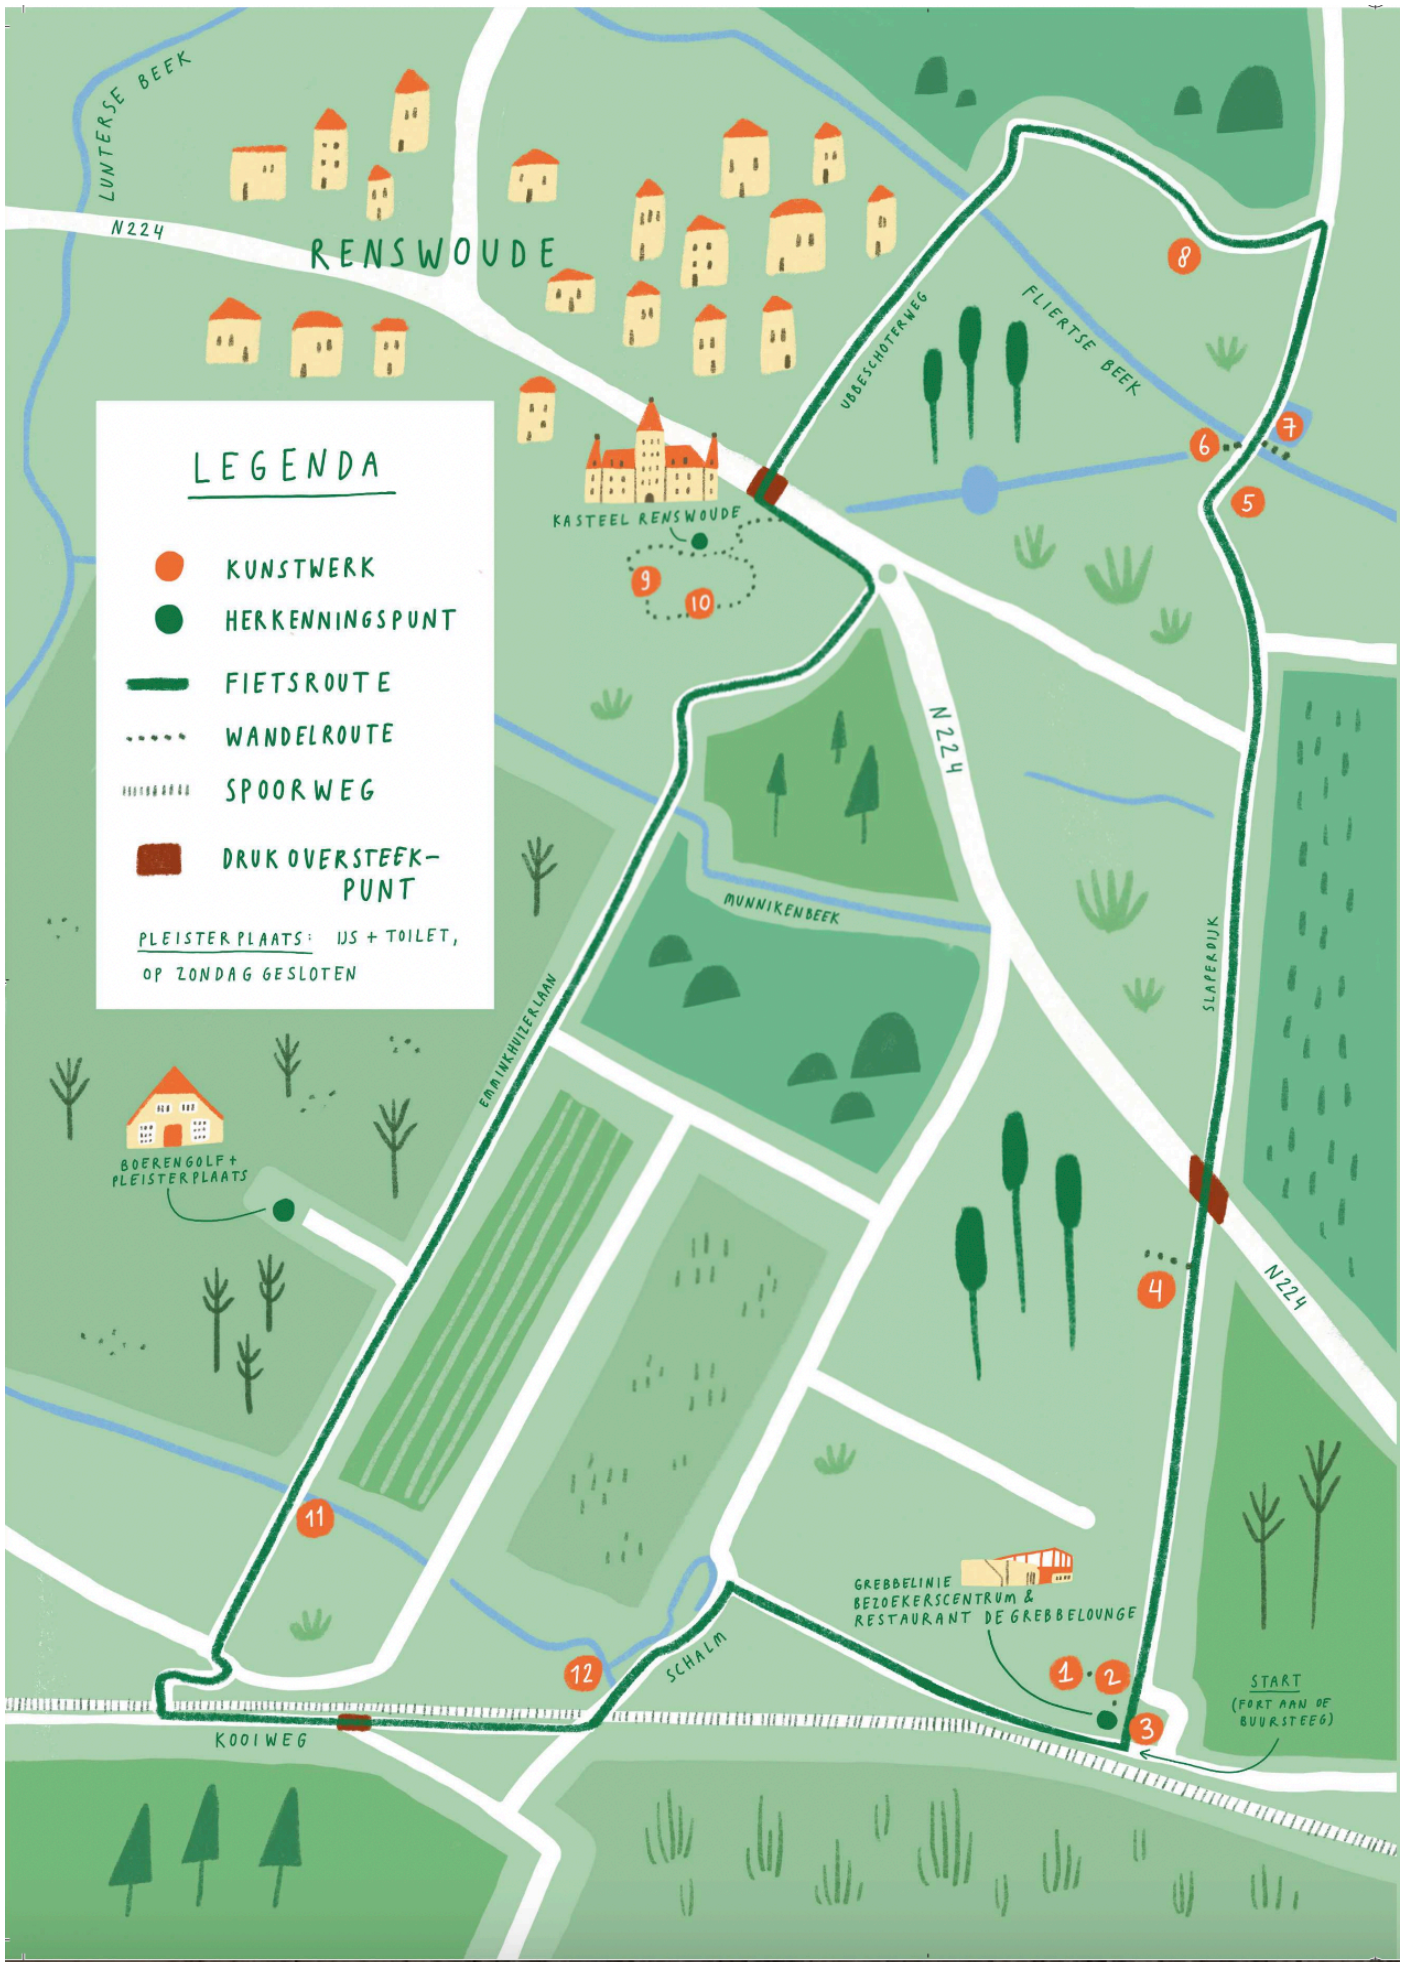 LUNTERSE BEEK
N224
RENSWOUDE
8
UBBESCHOTERWEG
FLIERTSE BEEK
7
6
5
KASTEEL RENSWOUDE
9
10
LEGENDA
KUNSTWERK
HERKENNINGSPUNT
FIETSROUTE
WANDELROUTE
SPOORWEG
DRUK OVERSTEEK-
PUNT
PLEISTERPLAATS: IJS + TOILET,
OP ZONDAG GESLOTEN
N224
MUNNIKENBEEK
SLAPERDIJK
EMMINKHUIZERLAAN
BOERENGOLF +
PLEISTERPLAATS
4
N224
11
GREBBELINIE
BEZOEKERSCENTRUM &
RESTAURANT DE GREBBELOUNGE
12
SCHALM
1
2
3
START
(FORT AAN DE
BUURSTEEG)
KOOIWEG